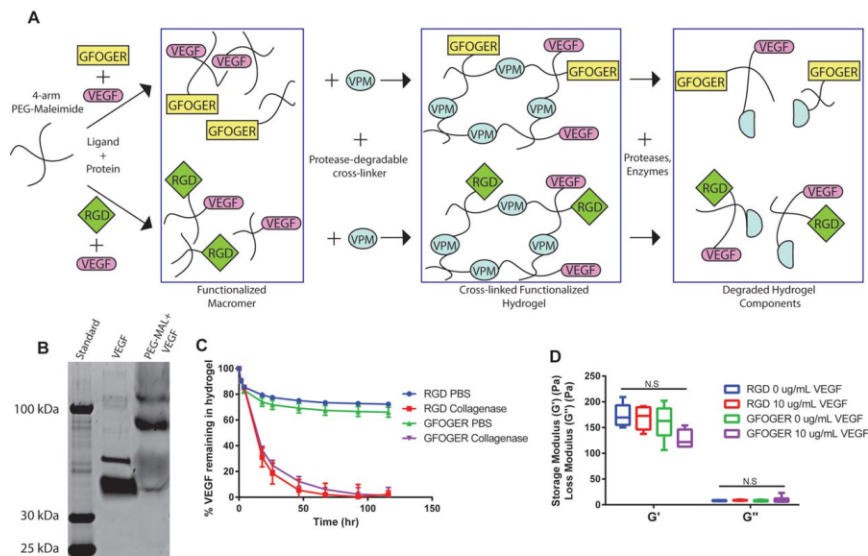 A
GFOGER
+
VEGF
4-arm
PEG-Maleimide
Ligand
+
Protein
RGD
+
VEGF
VEGF
VEGF
GFOGER
GFOGER
RGD
VEGF
VEGF
RGD
Functionalized
Macromer
+ VPM
+
Protease-degradable
cross-linker
+ VPM
GFOGER
VEGF
VPM
GFOGER
VPM
VPM
VPM
VEGF
RGD
VEGF
VPM
RGD
VPM
VPM
VPM
VEGF
Cross-linked Functionalized
Hydrogel
+
Proteases,
Enzymes
VEGF
GFOGER
GFOGER
RGD
VEGF
RGD
VEGF
Degraded Hydrogel
Components
B
Standard
VEGF
PEG-MAL+
VEGF
100 kDa
30 kDa
25 kDa
C
% VEGF remaining in hydrogel
100
80
60
40
20
0
0
50
100
150
Time (hr)
RGD PBS
RGD Collagenase
GFOGER PBS
GFOGER Collagenase
D
Storage Modulus (G') (Pa)
Loss Modulus (G") (Pa)
250
200
150
100
50
0
N.S
N.S
G'
G"
RGD 0 ug/mL VEGF
RGD 10 ug/mL VEGF
GFOGER 0 ug/mL VEGF
GFOGER 10 ug/mL VEGF